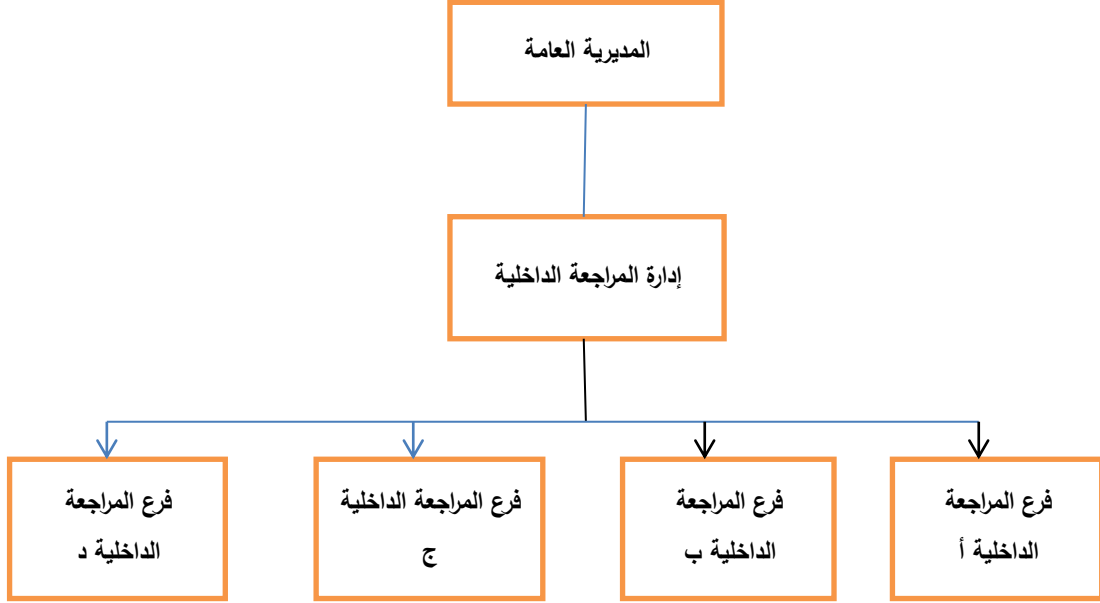 المديرية العامة
إدارة المراجعة الداخلية
فرع المراجعة
الداخلية أ
فرع المراجعة
الداخلية ب
فرع المراجعة الداخلية
ج
فرع المراجعة
الداخلية د